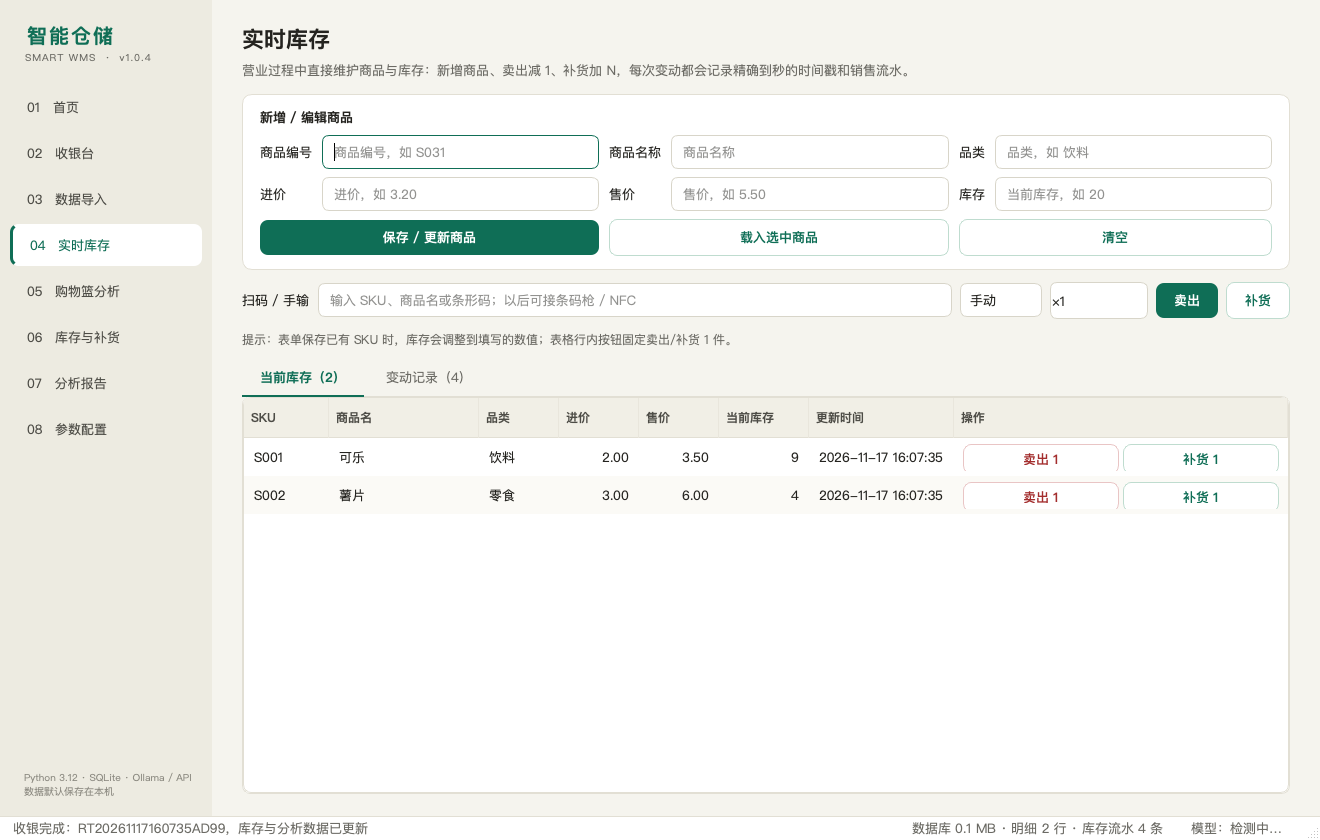 智能仓储
SMART WMS · v1.0.4
01 首页
02 收银台
03 数据导入
04 实时库存
05 购物篮分析
06 库存与补货
07 分析报告
08 参数配置
Python 3.12 · SQLite · Ollama / API
数据默认保存在本机
实时库存
营业过程中直接维护商品与库存：新增商品、卖出减 1、补货加 N，每次变动都会记录精确到秒的时间戳和销售流水。
新增 / 编辑商品
商品编号 商品编号，如 S031 商品名称 商品名称 品类 品类，如 饮料
进价 进价，如 3.20 售价 售价，如 5.50 库存 当前库存，如 20
保存 / 更新商品 载入选中商品 清空
扫码 / 手输 输入 SKU、商品名或条形码；以后可接条码枪 / NFC 手动 ×1 卖出 补货
提示：表单保存已有 SKU 时，库存会调整到填写的数值；表格行内按钮固定卖出/补货 1 件。
当前库存（2） 变动记录（4）
SKU 商品名 品类 进价 售价 当前库存 更新时间 操作
S001 可乐 饮料 2.00 3.50 9 2026-11-17 16:07:35 卖出 1 补货 1
S002 薯片 零食 3.00 6.00 4 2026-11-17 16:07:35 卖出 1 补货 1
收银完成：RT20261117160735AD99，库存与分析数据已更新 数据库 0.1 MB · 明细 2 行 · 库存流水 4 条 模型：检测中...